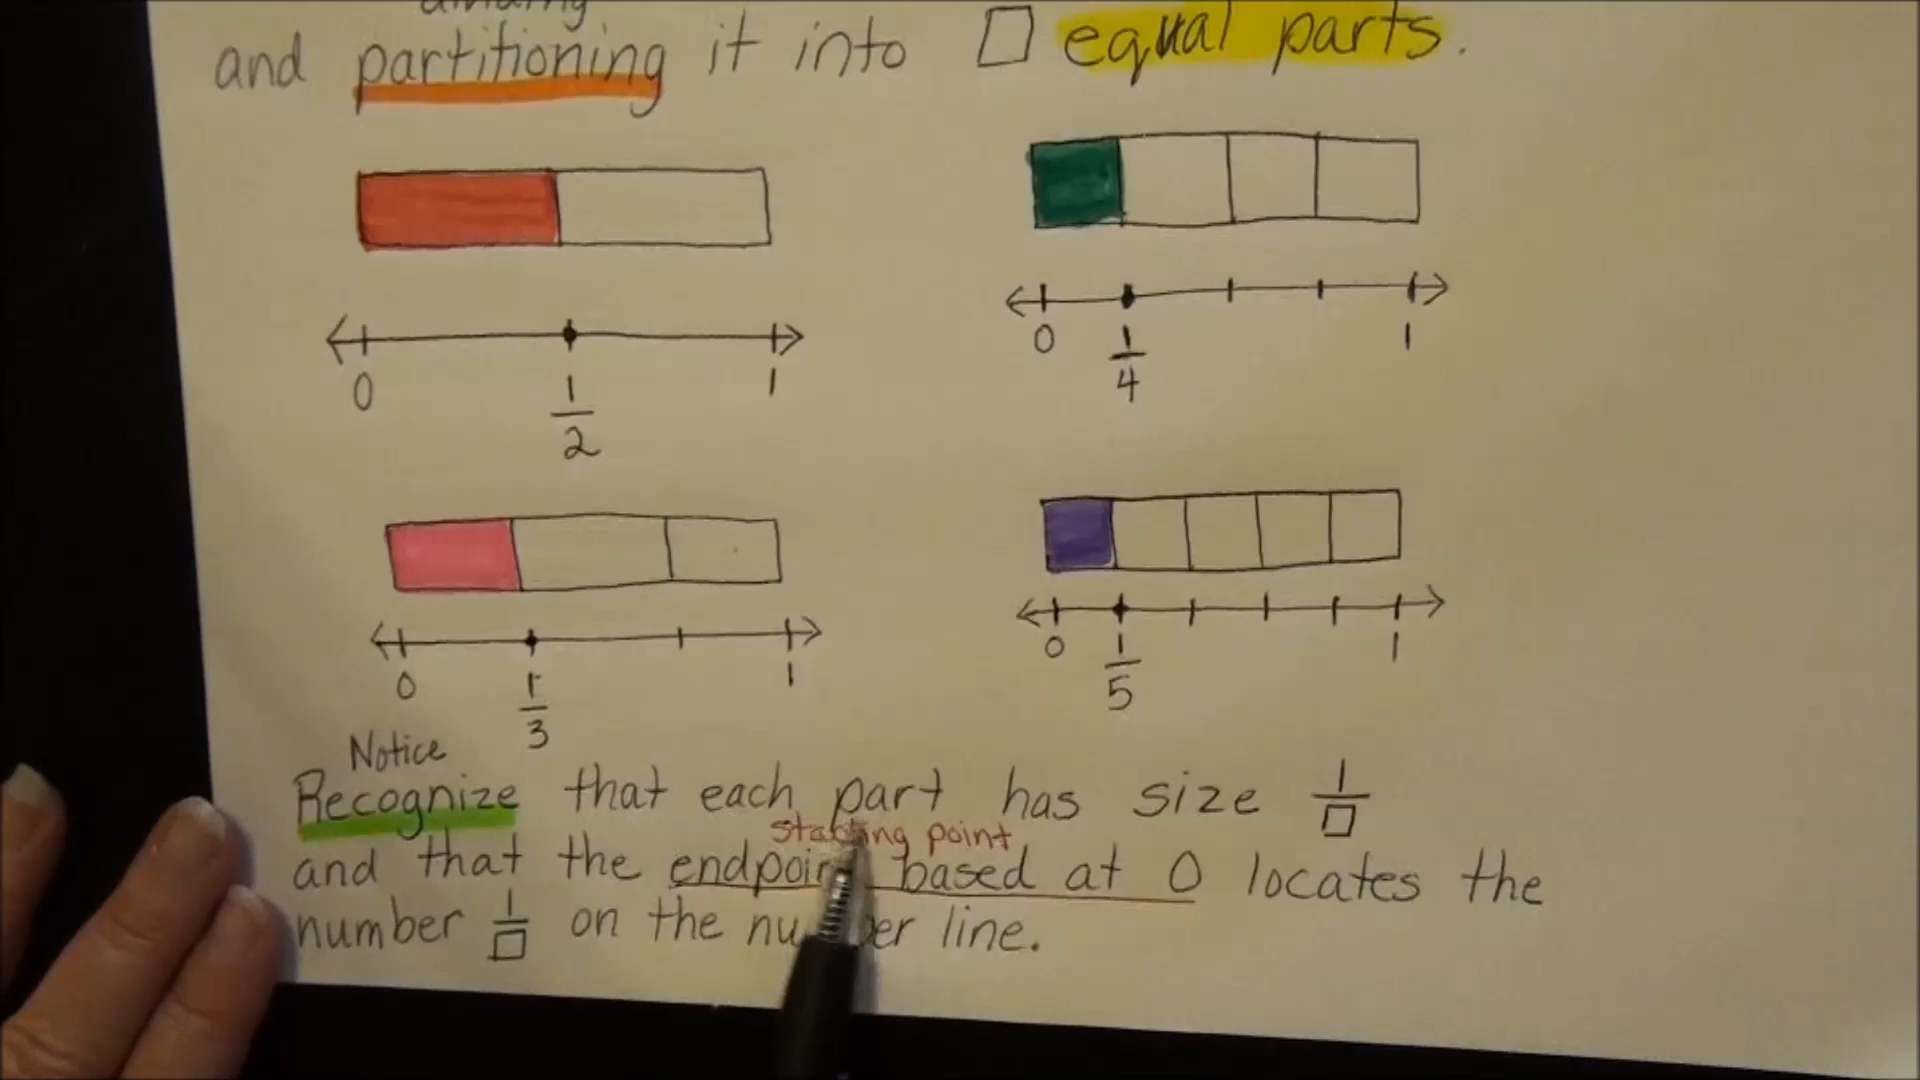 dividing
and partitioning it into □ equal parts.
0 1/2 1
0 1/4 1
0 1/3 1
0 1/5 1
Notice
Recognize that each part has size 1/□
starting point
and that the endpoint based at 0 locates the
number 1/□ on the number line.